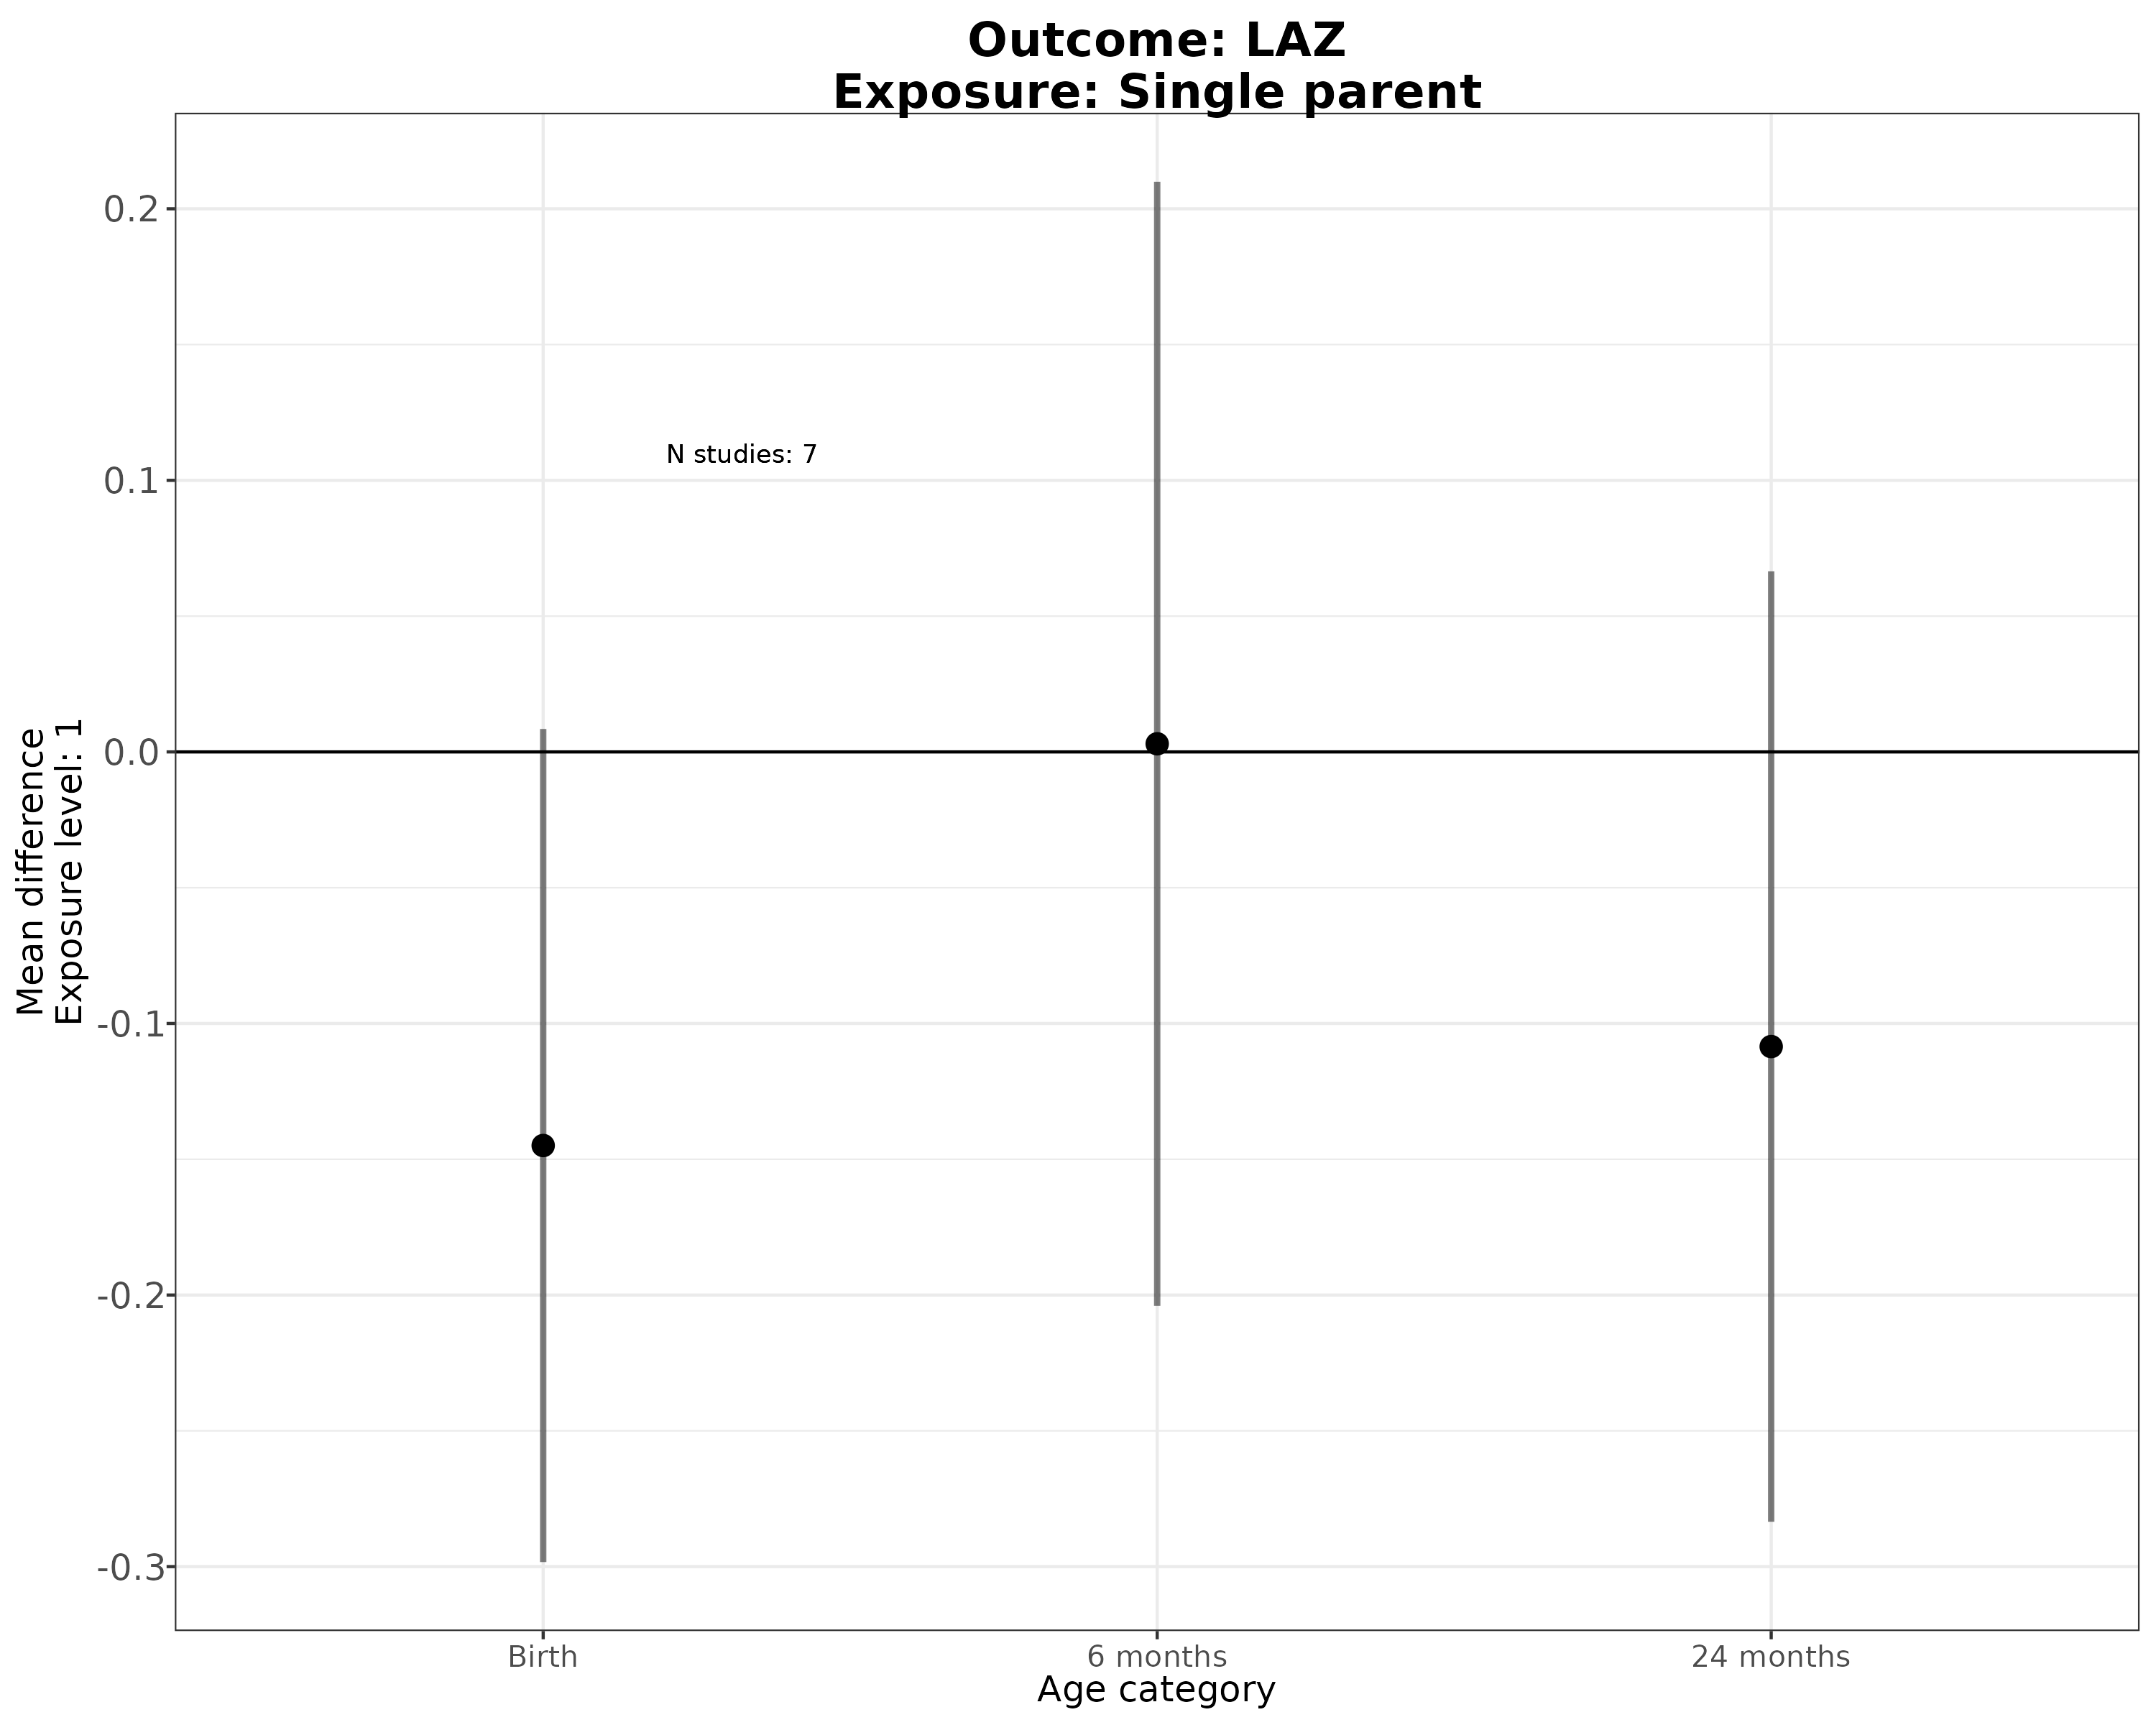 Outcome: LAZ
Exposure: Single parent
Mean difference
Exposure level: 1
0.2
0.1
0.0
-0.1
-0.2
-0.3
N studies: 7
Birth
6 months
24 months
Age category